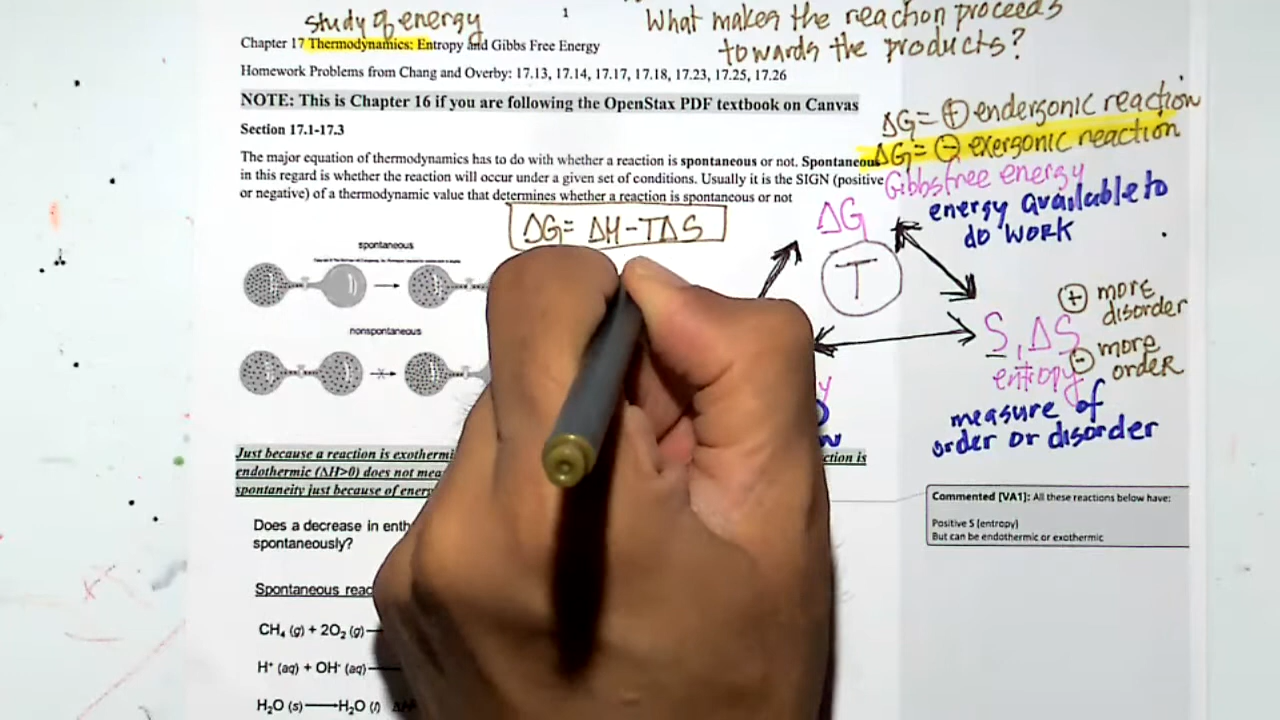 study of energy
1
What makes the reaction proceeds
towards the products?
Chapter 17 Thermodynamics: Entropy and Gibbs Free Energy
Homework Problems from Chang and Overby: 17.13, 17.14, 17.17, 17.18, 17.23, 17.25, 17.26
NOTE: This is Chapter 16 if you are following the OpenStax PDF textbook on Canvas
ΔG= ⊕ endergonic reaction
ΔG= ⊖ exergonic reaction
Section 17.1-17.3
The major equation of thermodynamics has to do with whether a reaction is spontaneous or not. Spontaneous
in this regard is whether the reaction will occur under a given set of conditions. Usually it is the SIGN (positive
or negative) of a thermodynamic value that determines whether a reaction is spontaneous or not
Gibbs free energy
energy available to
do work
ΔG
ΔG= ΔH-TΔS
T
spontaneous
nonspontaneous
⊕ more
disorder
S, ΔS
⊖ more
order
entropy
measure of
order or disorder
Just because a reaction is exothermi
ction is
endothermic (ΔH>0) does not mea
spontaneity just because of ener
Commented [VA1]: All these reactions below have:
Positive S (entropy)
But can be endothermic or exothermic
Does a decrease in enth
spontaneously?
Spontaneous reac
CH₄ (g) + 2O₂ (g)
H⁺ (aq) + OH⁻ (aq)
H₂O (s) → H₂O (l)